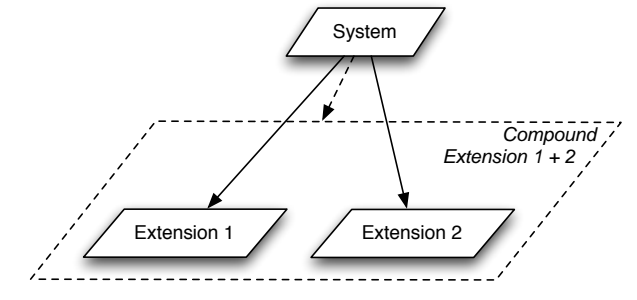 System
Compound
Extension 1 + 2
Extension 1
Extension 2